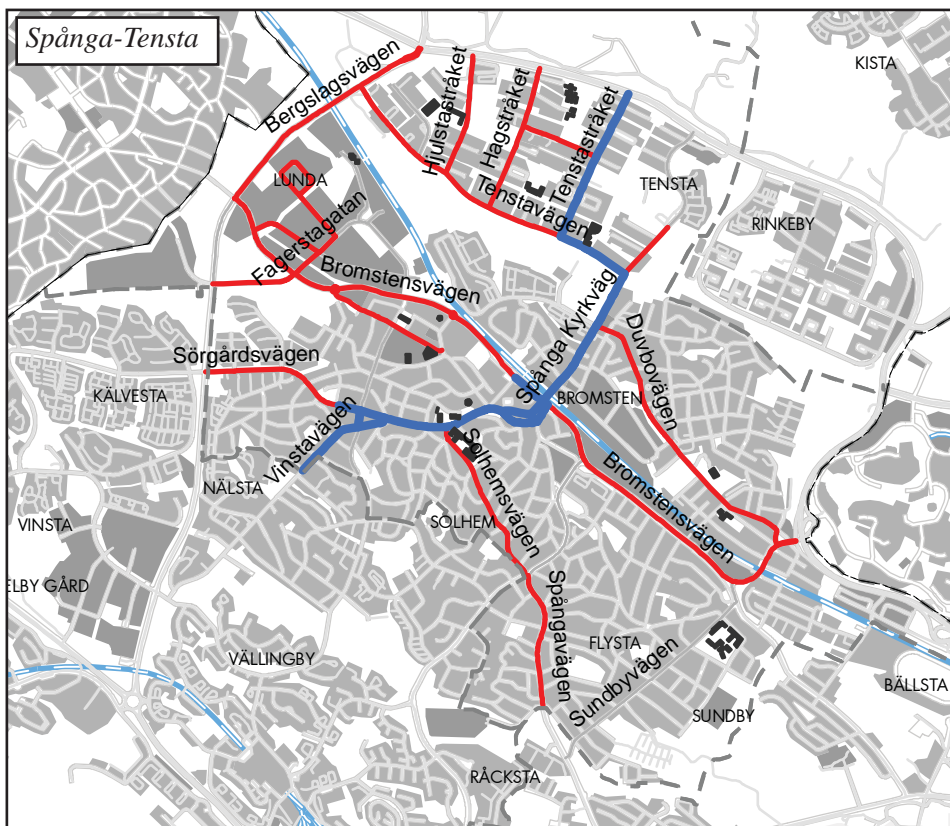 Spånga-Tensta
KISTA
Bergslagsvägen
Hjulstastråket
Hagstråket
Tenstastråket
LUNDA
TENSTA
Tenstavägen
RINKEBY
Fagerstagatan
Bromstensvägen
Spånga Kyrkväg
Duvbovägen
Sörgårdsvägen
KÄLVESTA
BROMSTEN
Vinstavägen
NÄLSTA
Solhemsvägen
SOLHEM
Bromstensvägen
VINSTA
ELBY GÅRD
Spångavägen
FLYSTA
Sundbyvägen
VÄLLINGBY
BÄLLSTA
SUNDBY
RÅCKSTA